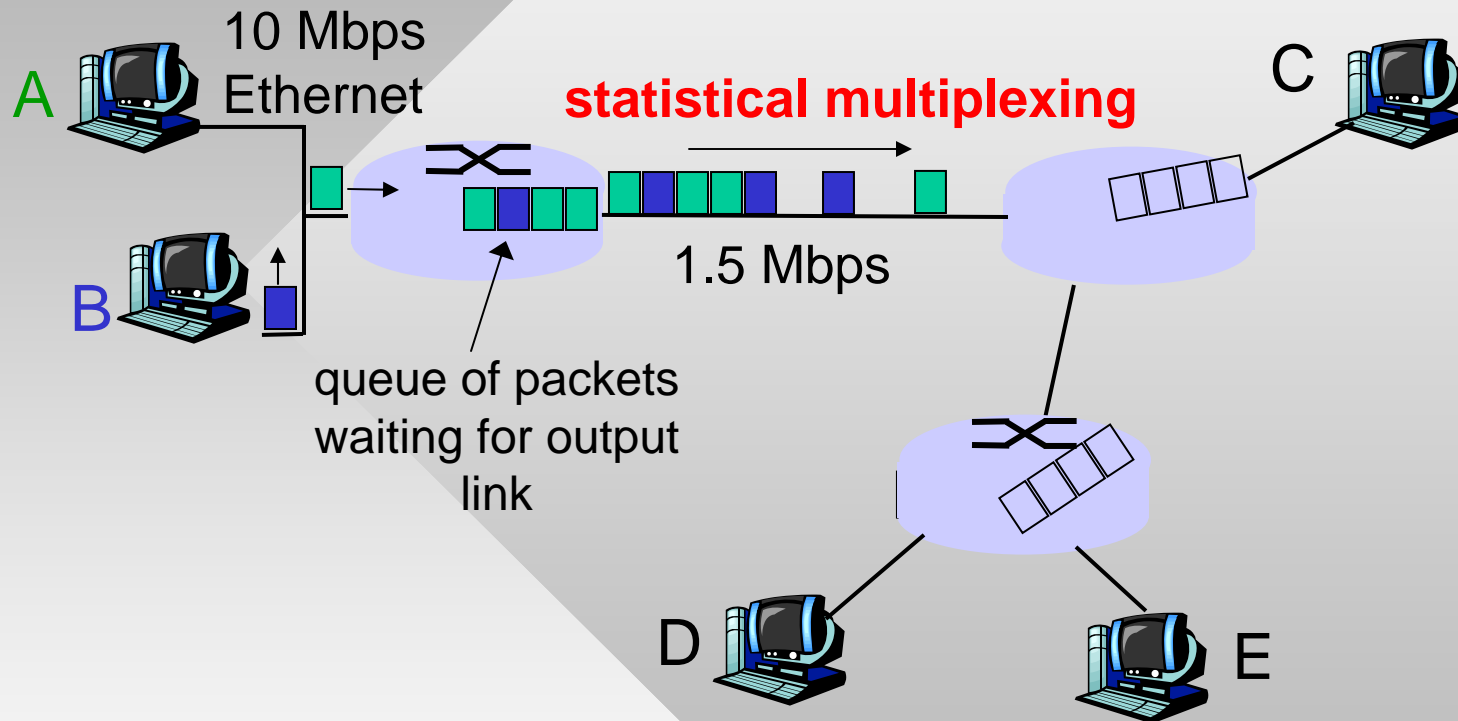 10 Mbps
Ethernet
A
statistical multiplexing
C
B
1.5 Mbps
queue of packets
waiting for output
link
D
E